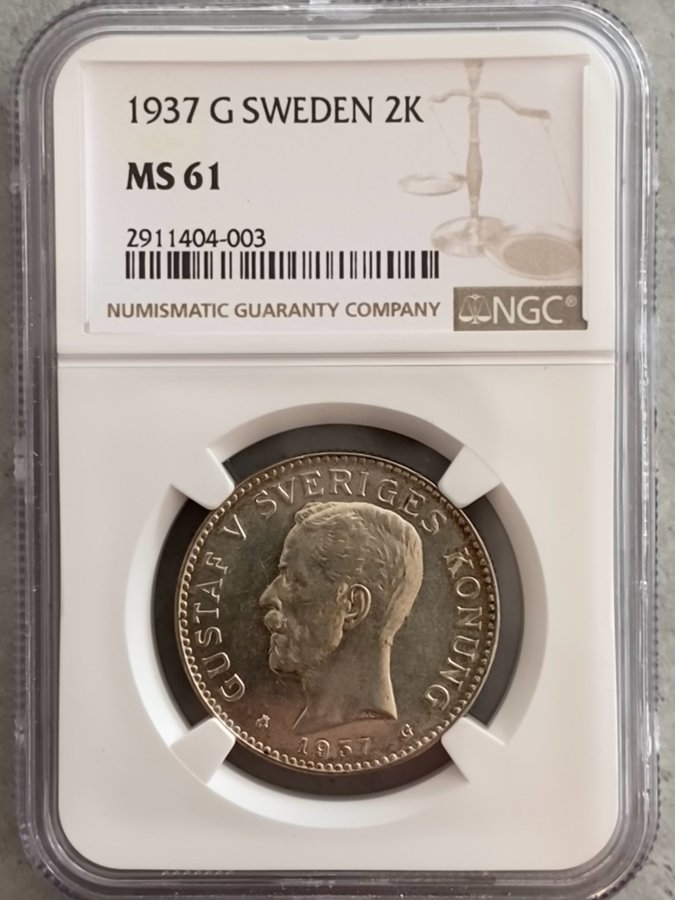 1937 G SWEDEN 2K
MS 61
2911404-003
NUMISMATIC GUARANTY COMPANY
NGC®
GUSTAF V SVERIGES KONUNG
A 1937 G